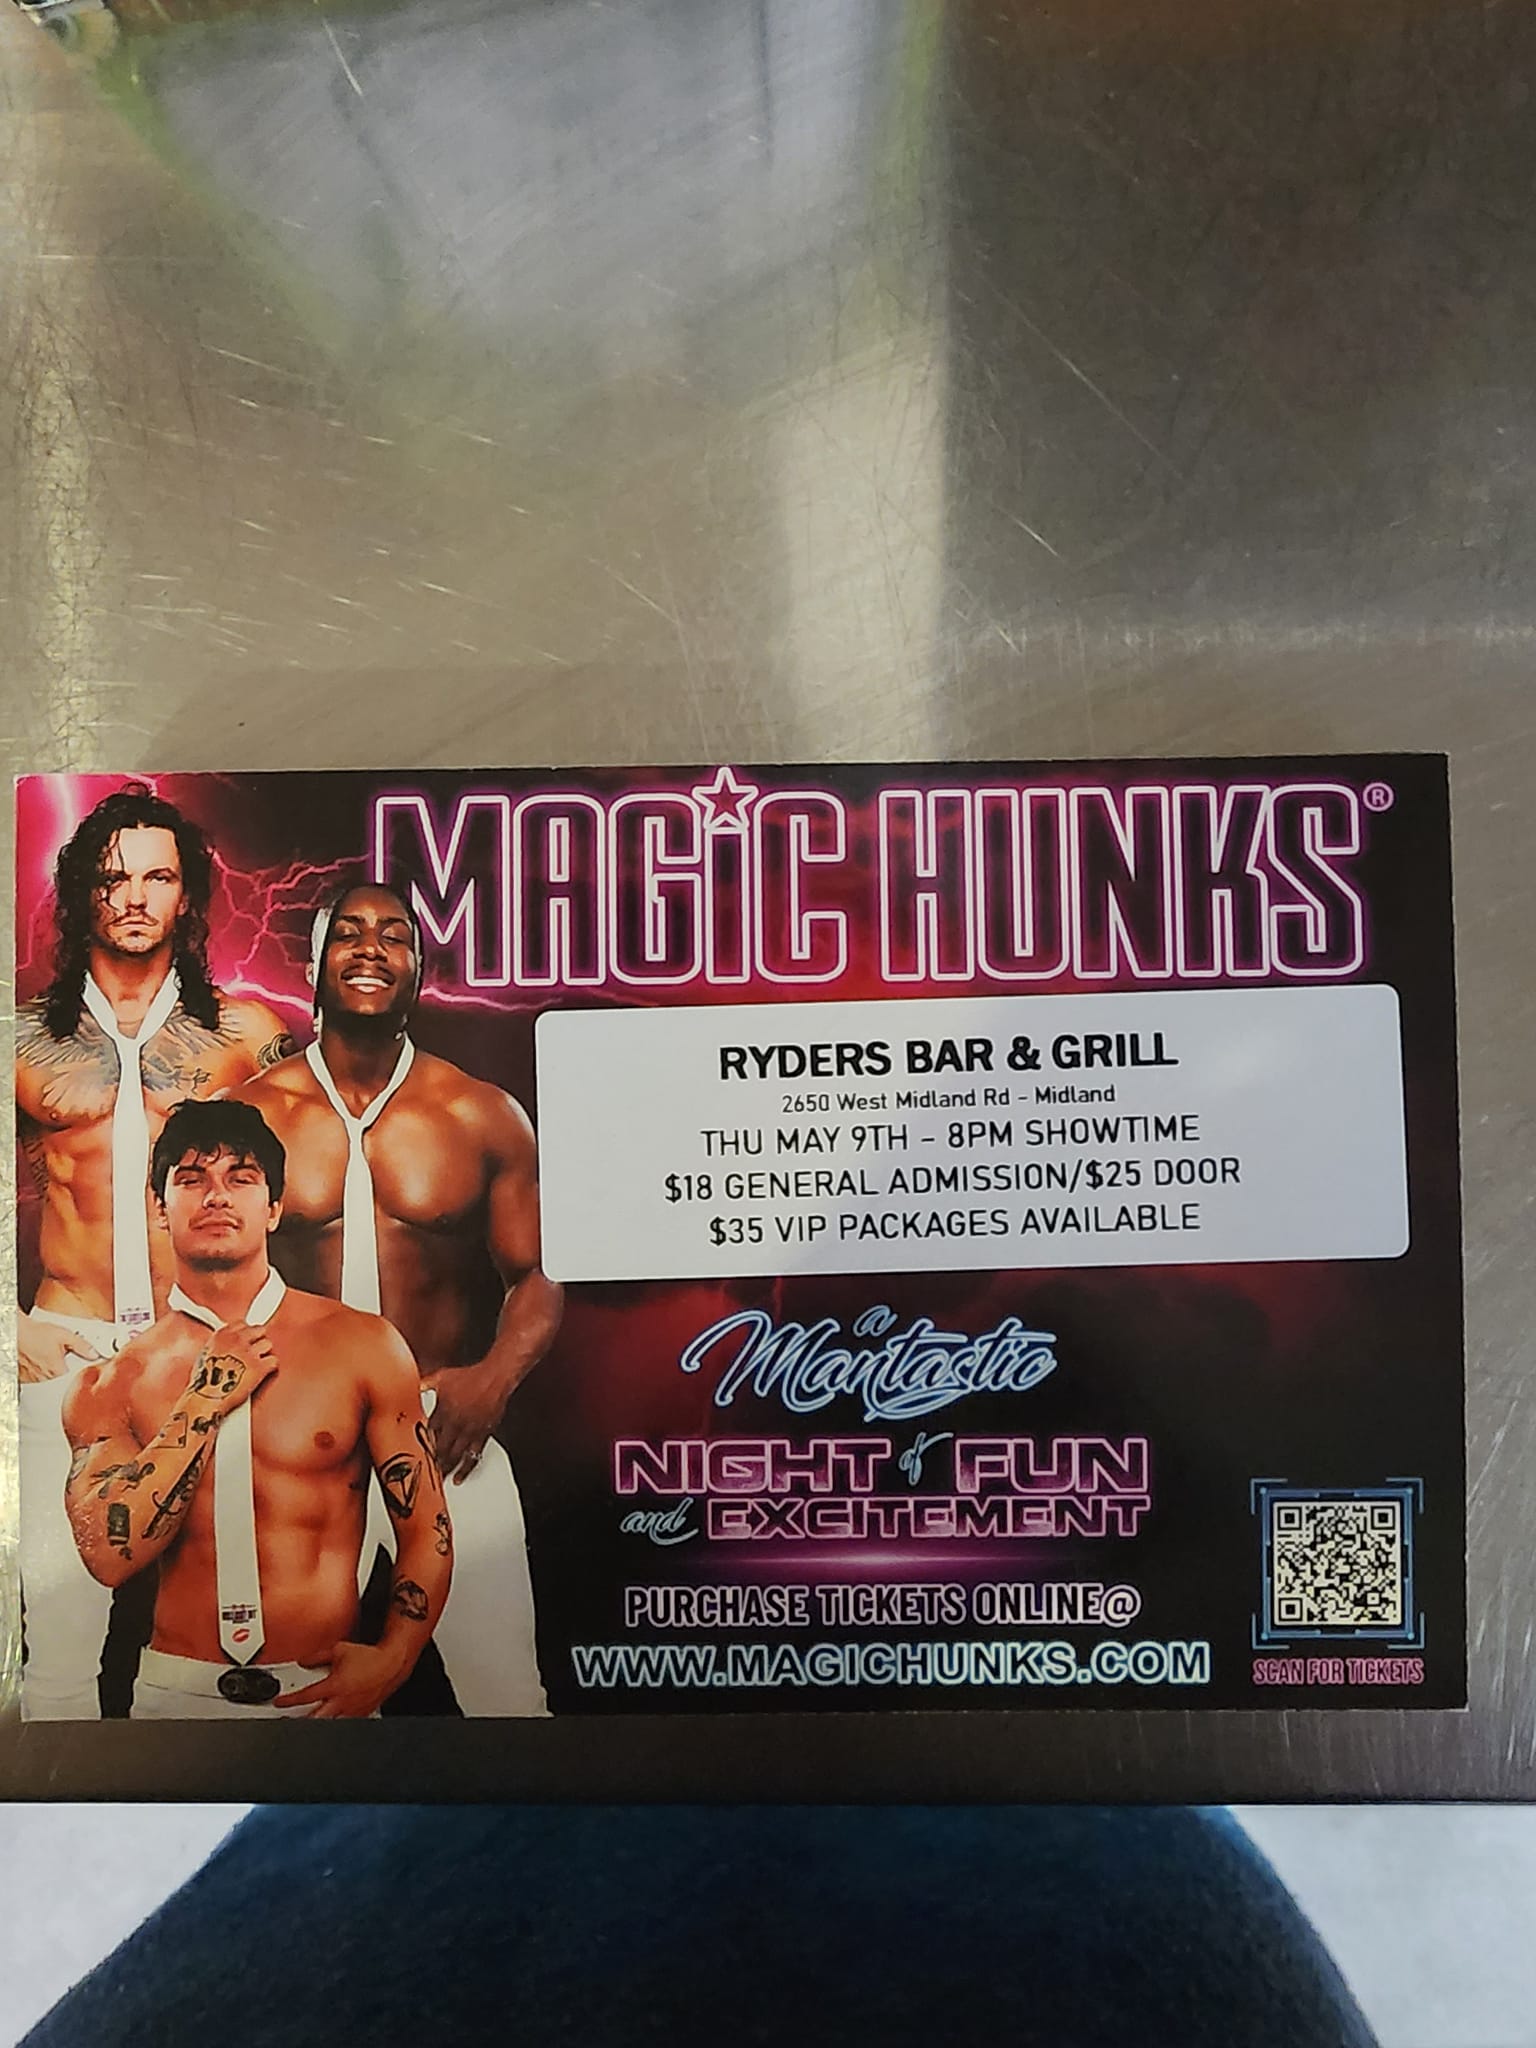 MAGIC HUNKS®
RYDERS BAR & GRILL
2650 West Midland Rd - Midland
THU MAY 9TH - 8PM SHOWTIME
$18 GENERAL ADMISSION/$25 DOOR
$35 VIP PACKAGES AVAILABLE
a
Mantastic
NIGHT of FUN
and EXCITEMENT
PURCHASE TICKETS ONLINE@
WWW.MAGICHUNKS.COM
SCAN FOR TICKETS